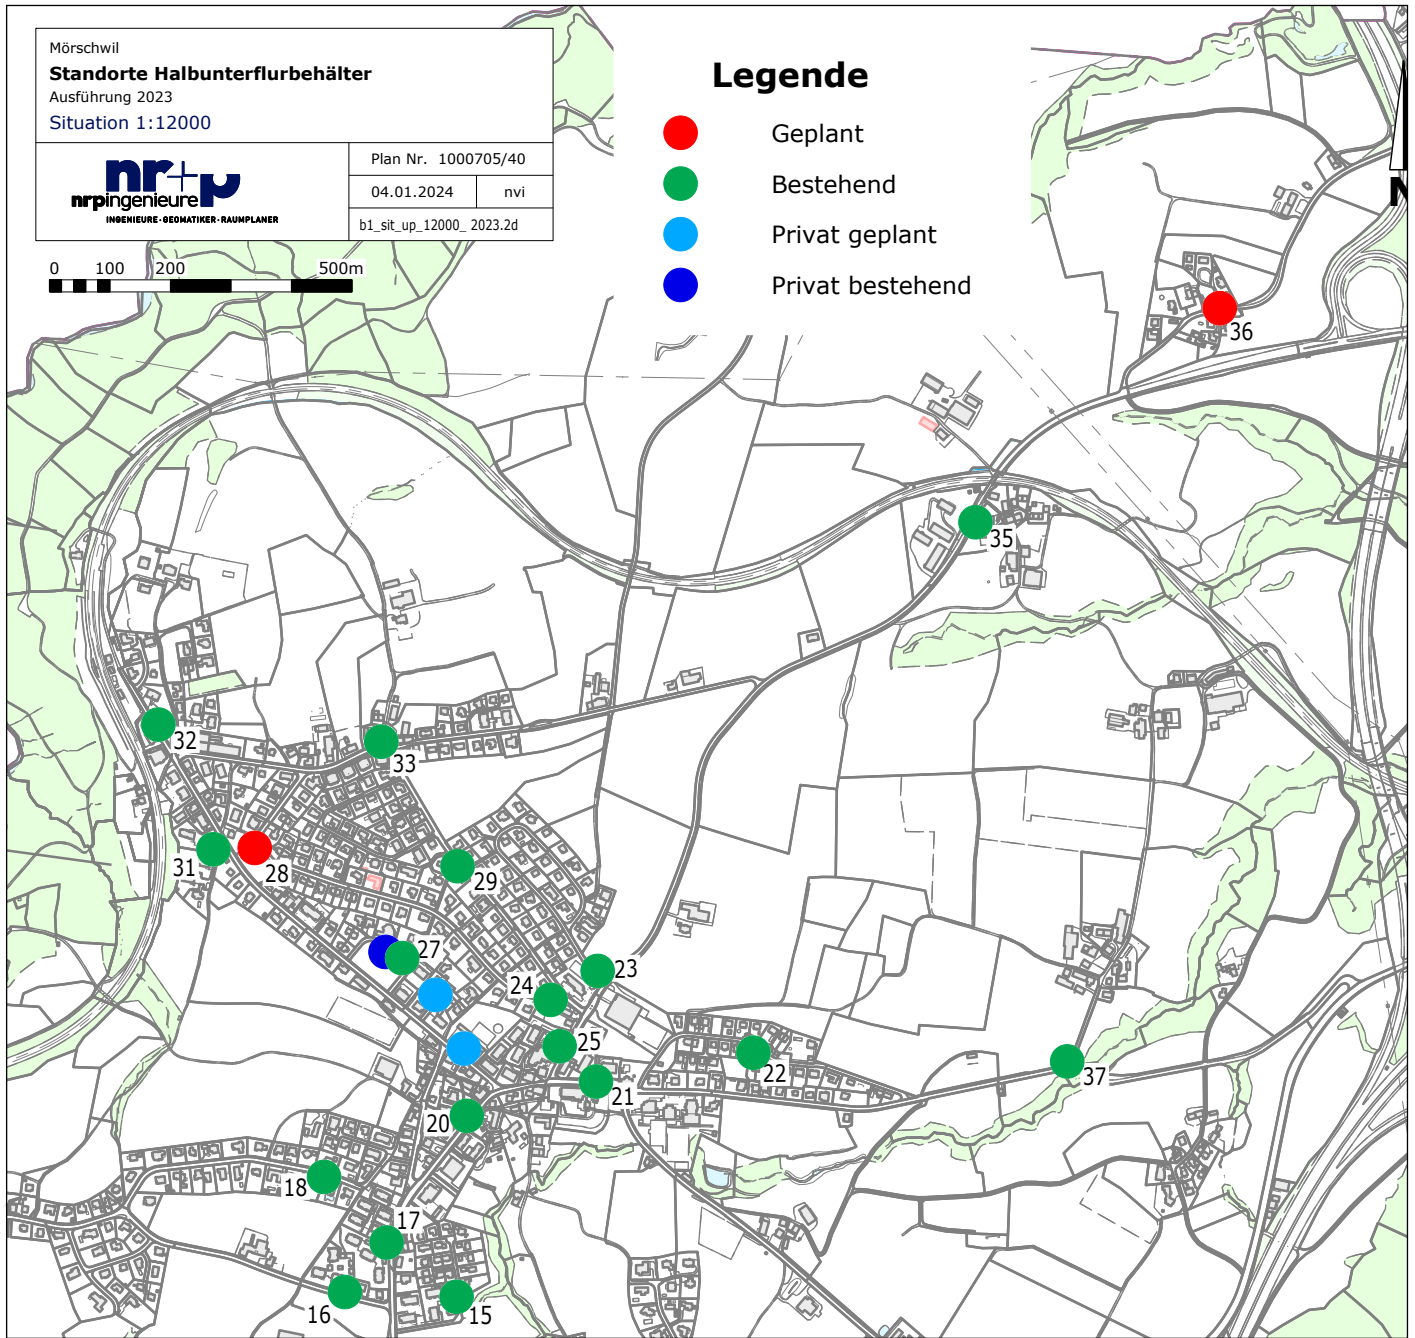 Mörschwil
Standorte Halbunterflurbehälter
Ausführung 2023
Situation 1:12000
nr+p
nrpingenieure
INGENIEURE·GEOMATIKER·RAUMPLANER
Plan Nr. 1000705/40
04.01.2024 nvi
b1_sit_up_12000_ 2023.2d
0 100 200 500m
Legende
Geplant
Bestehend
Privat geplant
Privat bestehend
N
36
35
32
33
31
28
29
27
23
24
25
22
37
21
20
18
17
16
15